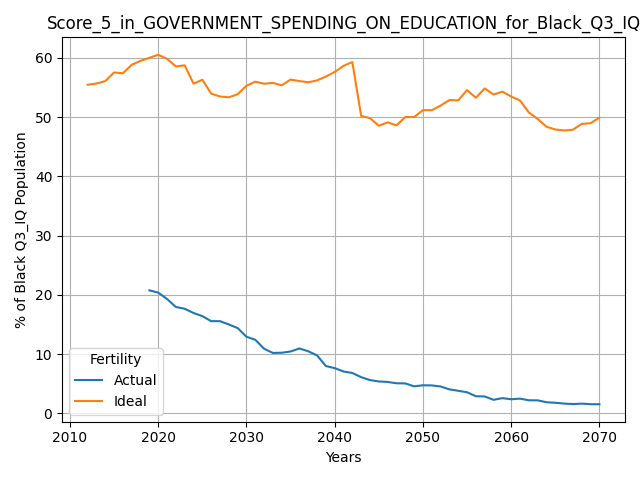 Score_5_in_GOVERNMENT_SPENDING_ON_EDUCATION_for_Black_Q3_IQ
% of Black Q3_IQ Population
60
50
40
30
20
10
0
Fertility
Actual
Ideal
2010 2020 2030 2040 2050 2060 2070
Years